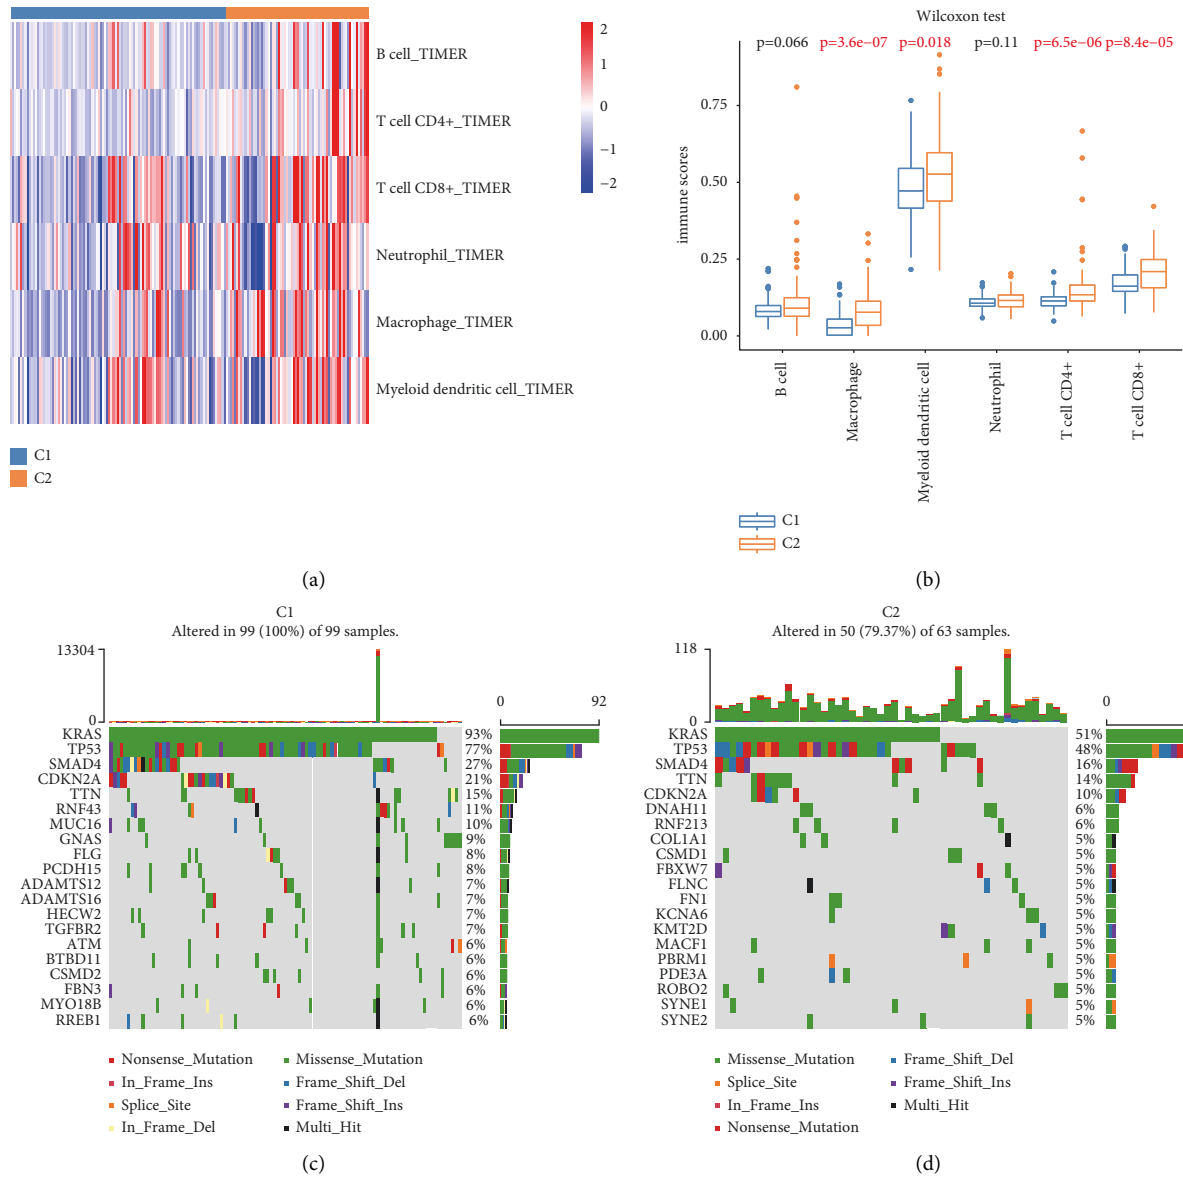 B cell_TIMER
T cell CD4+_TIMER
T cell CD8+_TIMER
Neutrophil_TIMER
Macrophage_TIMER
Myeloid dendritic cell_TIMER
2
1
0
−1
−2
C1
C2
(a)
Wilcoxon test
p=0.066 p=3.6e−07 p=0.018 p=0.11 p=6.5e−06 p=8.4e−05
immune scores
0.75
0.50
0.25
0.00
B cell
Macrophage
Myeloid dendritic cell
Neutrophil
T cell CD4+
T cell CD8+
C1
C2
(b)
C1
Altered in 99 (100%) of 99 samples.
13304
0
0 92
KRAS 93%
TP53 77%
SMAD4 27%
CDKN2A 21%
TTN 15%
RNF43 11%
MUC16 10%
GNAS 9%
FLG 8%
PCDH15 8%
ADAMTS12 7%
ADAMTS16 7%
HECW2 7%
TGFBR2 7%
ATM 6%
BTBD11 6%
CSMD2 6%
FBN3 6%
MYO18B 6%
RREB1 6%
Nonsense_Mutation
In_Frame_Ins
Splice_Site
In_Frame_Del
Missense_Mutation
Frame_Shift_Del
Frame_Shift_Ins
Multi_Hit
(c)
C2
Altered in 50 (79.37%) of 63 samples.
118
0
0
KRAS 51%
TP53 48%
SMAD4 16%
TTN 14%
CDKN2A 10%
DNAH11 6%
RNF213 6%
COL1A1 5%
CSMD1 5%
FBXW7 5%
FLNC 5%
FN1 5%
KCNA6 5%
KMT2D 5%
MACF1 5%
PBRM1 5%
PDE3A 5%
ROBO2 5%
SYNE1 5%
SYNE2 5%
Missense_Mutation
Splice_Site
In_Frame_Ins
Nonsense_Mutation
Frame_Shift_Del
Frame_Shift_Ins
Multi_Hit
(d)